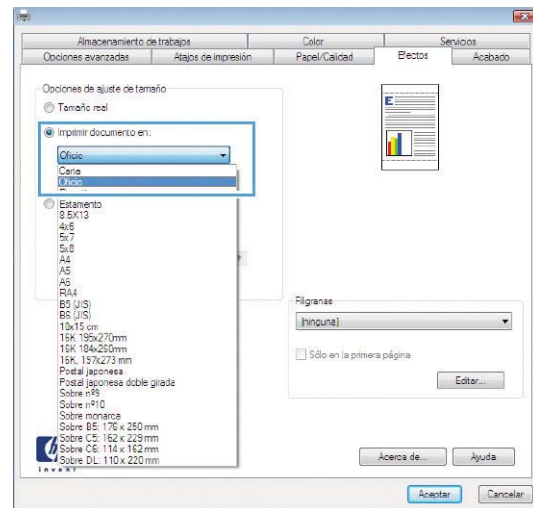 Almacenamiento de trabajos
Color
Servicios
Opciones avanzadas
Atajos de impresión
Papel/Calidad
Efectos
Acabado
Opciones de ajuste de tamaño
Tamaño real
Imprimir documento en:
Oficio
Carta
Oficio
Estamento
8.5X13
4x6
5x7
5x8
A4
A5
A6
RA4
B5 (JIS)
B6 (JIS)
10x15 cm
16K 195x270mm
16K 184x260mm
16K, 197x273 mm
Postal japonesa
Postal japonesa doble girada
Sobre nº9
Sobre nº10
Sobre monarca
Sobre B5: 176 x 250 mm
Sobre C5: 162 x 229 mm
Sobre C6: 114 x 162 mm
Sobre DL: 110 x 220 mm
E
Filigranas
[ninguna]
Sólo en la primera página
Editar...
invent
Acerca de...
Ayuda
Aceptar
Cancelar